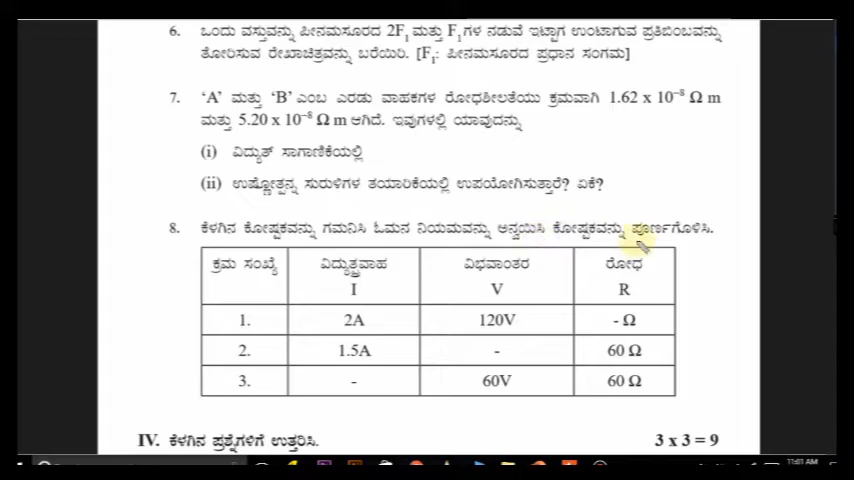 6. ಒಂದು ವಸ್ತುವನ್ನು ಪೀನಮಸೂರದ 2F₁ ಮತ್ತು F₁ ಗಳ ನಡುವೆ ಇಟ್ಟಾಗ ಉಂಟಾಗುವ ಪ್ರತಿಬಿಂಬವನ್ನು
ತೋರಿಸುವ ರೇಖಾಚಿತ್ರವನ್ನು ಬರೆಯಿರಿ. [F₁: ಪೀನಮಸೂರದ ಪ್ರಧಾನ ಸಂಗಮ]
7. ‘A’ ಮತ್ತು ‘B’ ಎಂಬ ಎರಡು ವಾಹಕಗಳ ರೋಧಶೀಲತೆಯು ಕ್ರಮವಾಗಿ 1.62 x 10⁻⁸ Ω m
ಮತ್ತು 5.20 x 10⁻⁸ Ω m ಆಗಿದೆ. ಇವುಗಳಲ್ಲಿ ಯಾವುದನ್ನು
(i) ವಿದ್ಯುತ್ ಸಾಗಾಣಿಕೆಯಲ್ಲಿ
(ii) ಉಷ್ಣೋತ್ಪನ್ನ ಸುರುಳಿಗಳ ತಯಾರಿಕೆಯಲ್ಲಿ ಉಪಯೋಗಿಸುತ್ತಾರೆ? ಏಕೆ?
8. ಕೆಳಗಿನ ಕೋಷ್ಟಕವನ್ನು ಗಮನಿಸಿ ಓಮನ ನಿಯಮವನ್ನು ಅನ್ವಯಿಸಿ ಕೋಷ್ಟಕವನ್ನು ಪೂರ್ಣಗೊಳಿಸಿ.
ಕ್ರಮ ಸಂಖ್ಯೆ ವಿದ್ಯುತ್ಪ್ರವಾಹ ವಿಭವಾಂತರ ರೋಧ
I V R
1. 2A 120V - Ω
2. 1.5A - 60 Ω
3. - 60V 60 Ω
IV. ಕೆಳಗಿನ ಪ್ರಶ್ನೆಗಳಿಗೆ ಉತ್ತರಿಸಿ. 3 x 3 = 9
11:01 AM